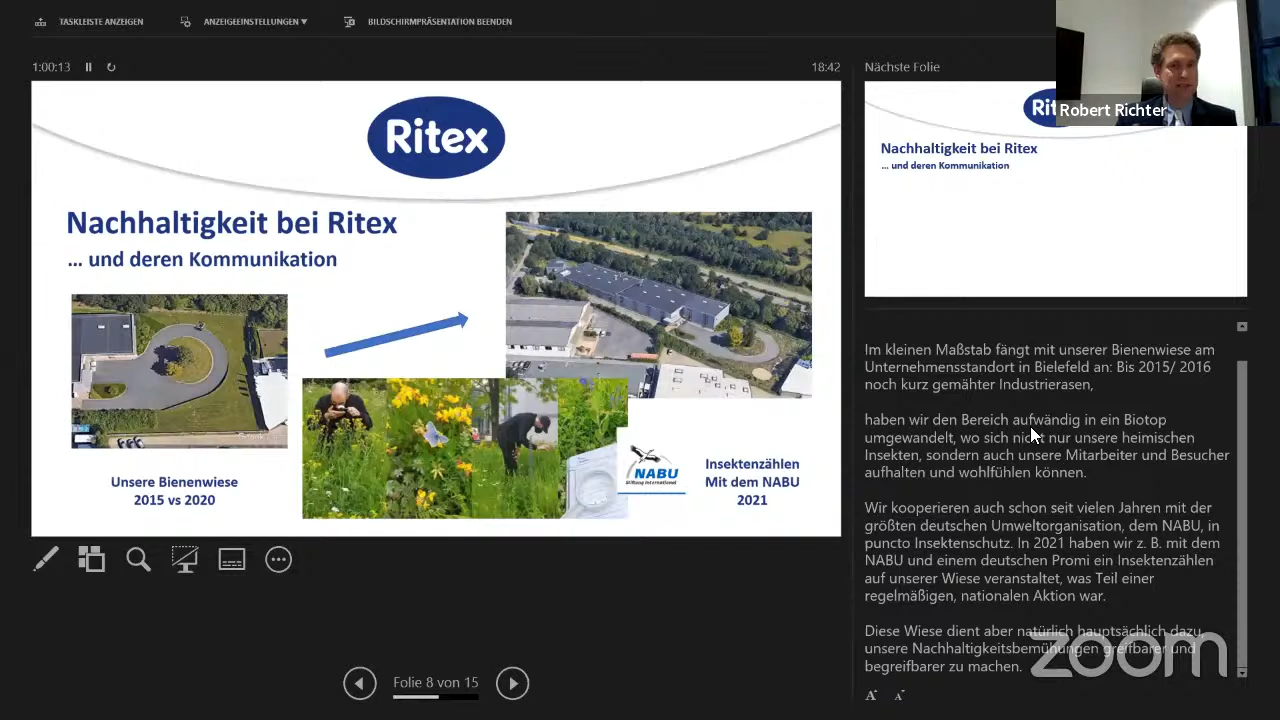 TASKLEISTE ANZEIGEN
ANZEIGEEINSTELLUNGEN ▼
BILDSCHIRMPRÄSENTATION BEENDEN
1:00:13
18:42
Ritex
Nachhaltigkeit bei Ritex
... und deren Kommunikation
Unsere Bienenwiese
2015 vs 2020
NABU
Stiftung International
Insektenzählen
Mit dem NABU
2021
Folie 8 von 15
Nächste Folie
Robert Richter
Rit
Nachhaltigkeit bei Ritex
... und deren Kommunikation
Im kleinen Maßstab fängt mit unserer Bienenwiese am
Unternehmensstandort in Bielefeld an: Bis 2015/ 2016
noch kurz gemähter Industrierasen,
haben wir den Bereich aufwändig in ein Biotop
umgewandelt, wo sich nicht nur unsere heimischen
Insekten, sondern auch unsere Mitarbeiter und Besucher
aufhalten und wohlfühlen können.
Wir kooperieren auch schon seit vielen Jahren mit der
größten deutschen Umweltorganisation, dem NABU, in
puncto Insektenschutz. In 2021 haben wir z. B. mit dem
NABU und einem deutschen Promi ein Insektenzählen
auf unserer Wiese veranstaltet, was Teil einer
regelmäßigen, nationalen Aktion war.
Diese Wiese dient aber natürlich hauptsächlich dazu,
unsere Nachhaltigkeitsbemühungen greifbarer und
begreifbarer zu machen.
zoom
A A